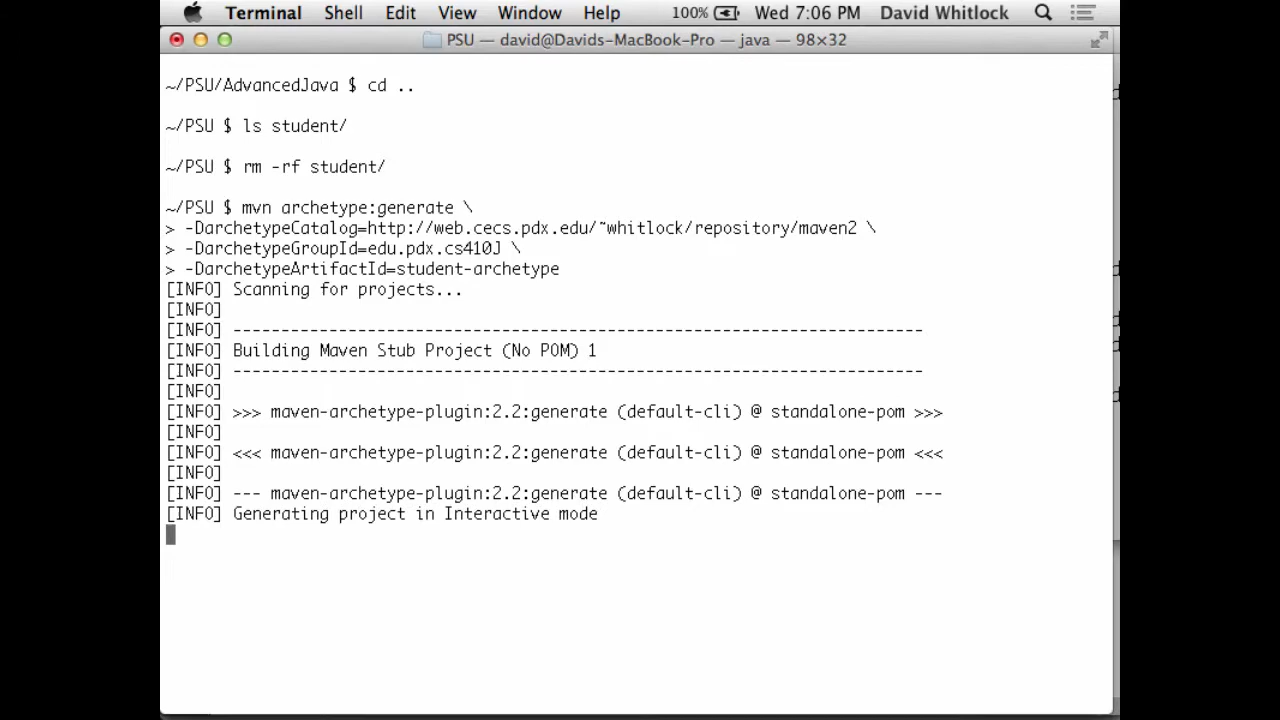 Terminal Shell Edit View Window Help 100% Wed 7:06 PM David Whitlock
PSU — david@Davids-MacBook-Pro — java — 98×32
~/PSU/AdvancedJava $ cd ..
~/PSU $ ls student/
~/PSU $ rm -rf student/
~/PSU $ mvn archetype:generate \
> -DarchetypeCatalog=http://web.cecs.pdx.edu/~whitlock/repository/maven2 \
> -DarchetypeGroupId=edu.pdx.cs410J \
> -DarchetypeArtifactId=student-archetype
[INFO] Scanning for projects...
[INFO]
[INFO] ------------------------------------------------------------------------
[INFO] Building Maven Stub Project (No POM) 1
[INFO] ------------------------------------------------------------------------
[INFO]
[INFO] >>> maven-archetype-plugin:2.2:generate (default-cli) @ standalone-pom >>>
[INFO]
[INFO] <<< maven-archetype-plugin:2.2:generate (default-cli) @ standalone-pom <<<
[INFO]
[INFO] --- maven-archetype-plugin:2.2:generate (default-cli) @ standalone-pom ---
[INFO] Generating project in Interactive mode